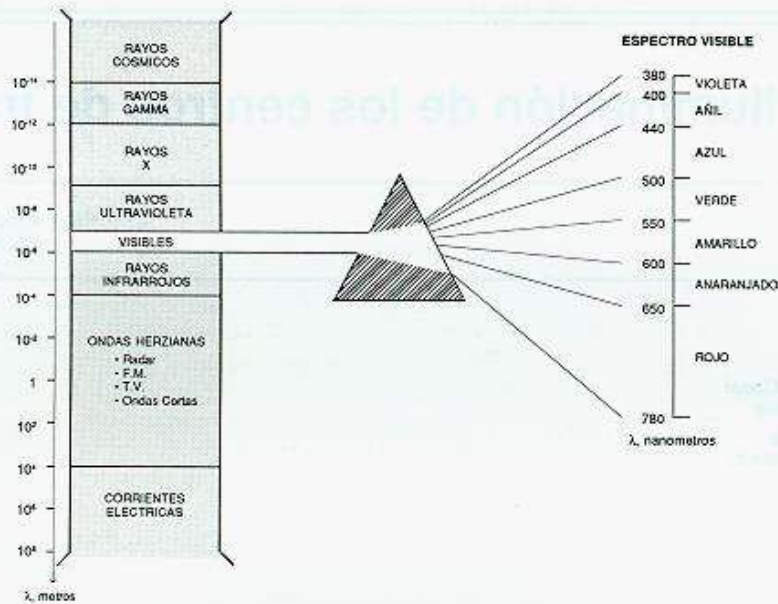 RAYOS
COSMICOS
RAYOS
GAMMA
RAYOS
X
RAYOS
ULTRAVIOLETA
VISIBLES
RAYOS
INFRARROJOS
ONDAS HERZIANAS
• Radar
• F.M.
• T.V.
• Ondas Cortas
CORRIENTES
ELECTRICAS
10⁻¹⁴
10⁻¹²
10⁻¹⁰
10⁻⁸
10⁻⁶
10⁻⁴
10⁻²
1
10²
10⁴
10⁶
10⁸
λ, metros
ESPECTRO VISIBLE
380
400
440
500
550
600
650
780
λ, nanometros
VIOLETA
AÑIL
AZUL
VERDE
AMARILLO
ANARANJADO
ROJO